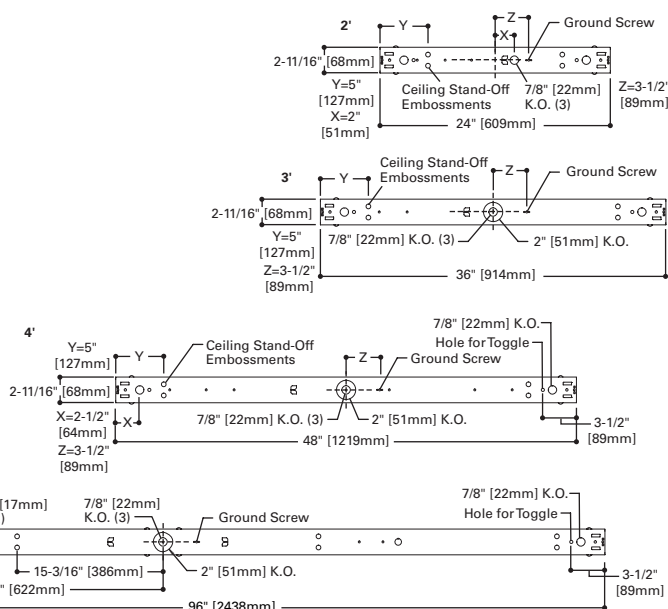 2'
Y
Z
X
Ground Screw
2-11/16" [68mm]
Y=5"
[127mm]
X=2"
[51mm]
Ceiling Stand-Off
Embossments
7/8" [22mm]
K.O. (3)
Z=3-1/2'
[89mm]
24" [609mm]
3'
Y
Ceiling Stand-Off
Embossments
Z
Ground Screw
2-11/16" [68mm]
Y=5"
[127mm]
Z=3-1/2"
[89mm]
7/8" [22mm] K.O. (3)
2" [51mm] K.O.
36" [914mm]
4'
Y=5"
[127mm]
Y
Ceiling Stand-Off
Embossments
Z
7/8" [22mm] K.O.
Hole for Toggle
Ground Screw
2-11/16" [68mm]
X=2-1/2"
[64mm]
Z=3-1/2"
[89mm]
X
7/8" [22mm] K.O. (3)
2" [51mm] K.O.
48" [1219mm]
3-1/2"
[89mm]
[17mm]
)
7/8" [22mm]
K.O. (3)
Ground Screw
7/8" [22mm] K.O.
Hole for Toggle
15-3/16" [386mm]
2" [51mm] K.O.
" [622mm]
3-1/2"
[89mm]
96" [2438mm]